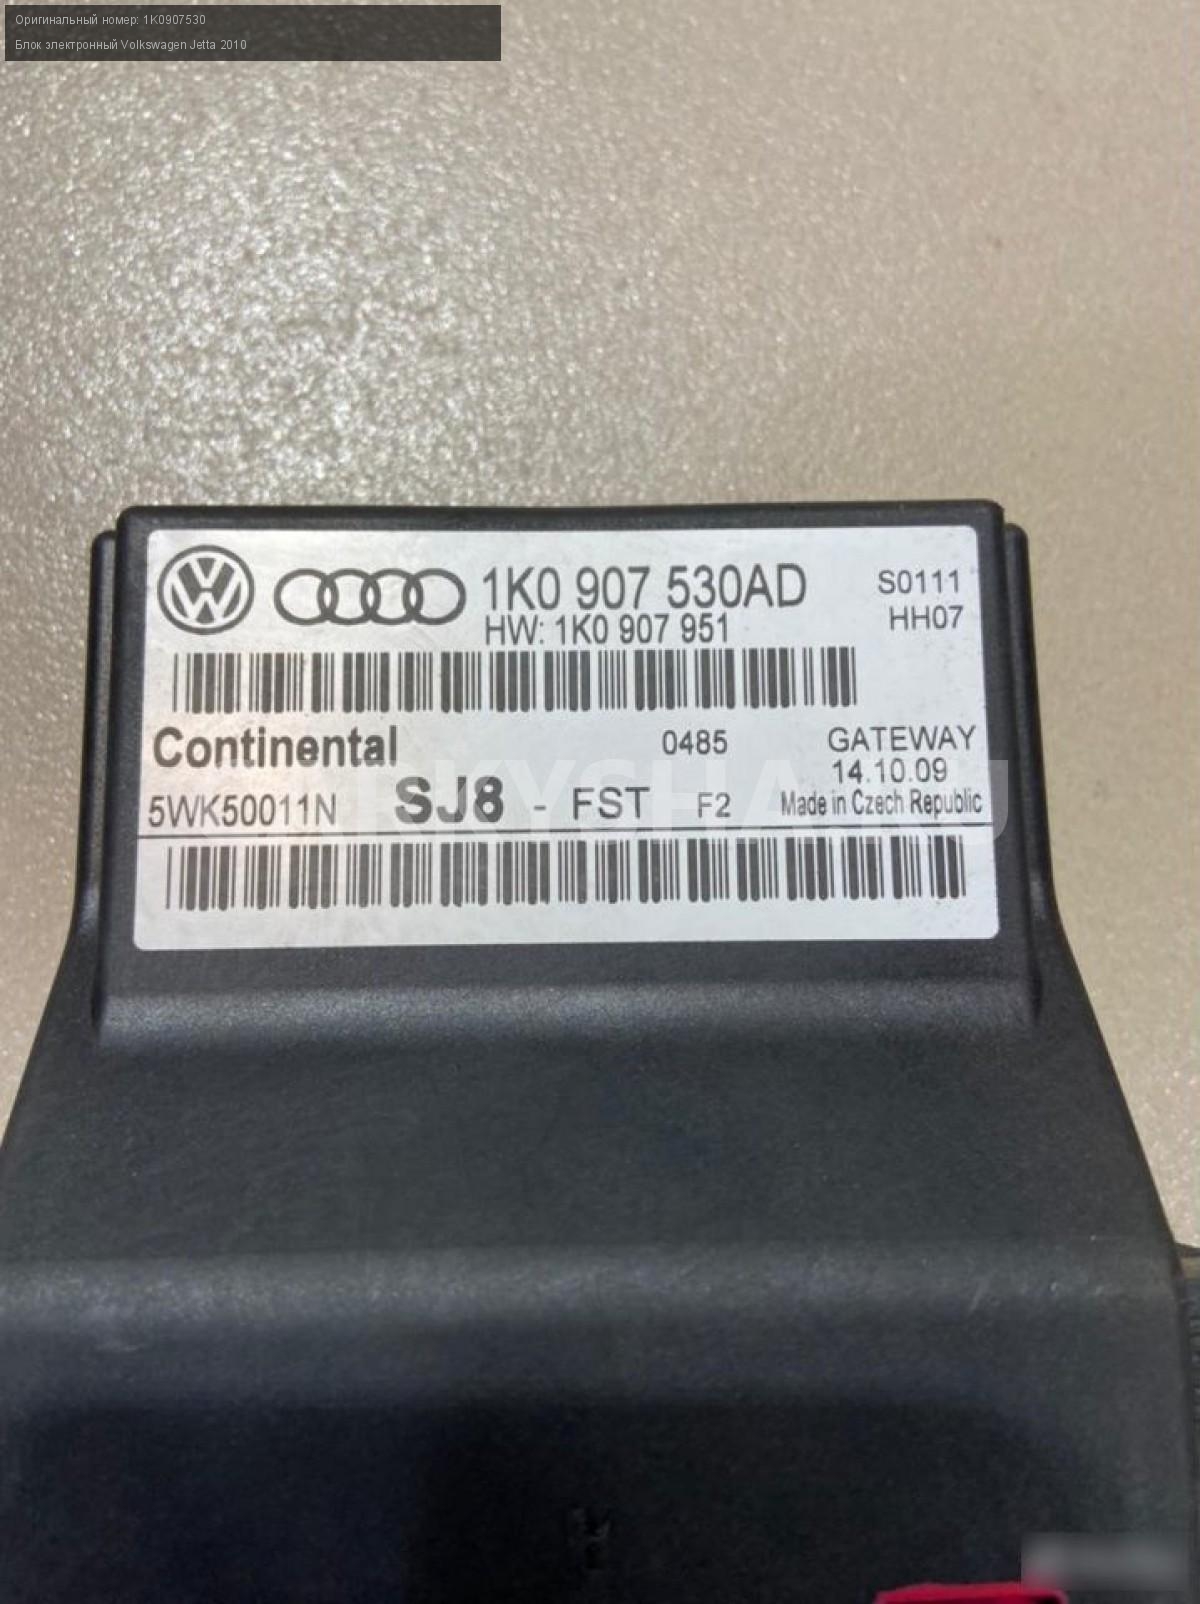 Оригинальный номер: 1K0907530
Блок электронный Volkswagen Jetta 2010
1K0 907 530AD
S0111
HW: 1K0 907 951
HH07
Continental
0485
GATEWAY
14.10.09
5WK50011N SJ8 - FST F2 Made in Czech Republic